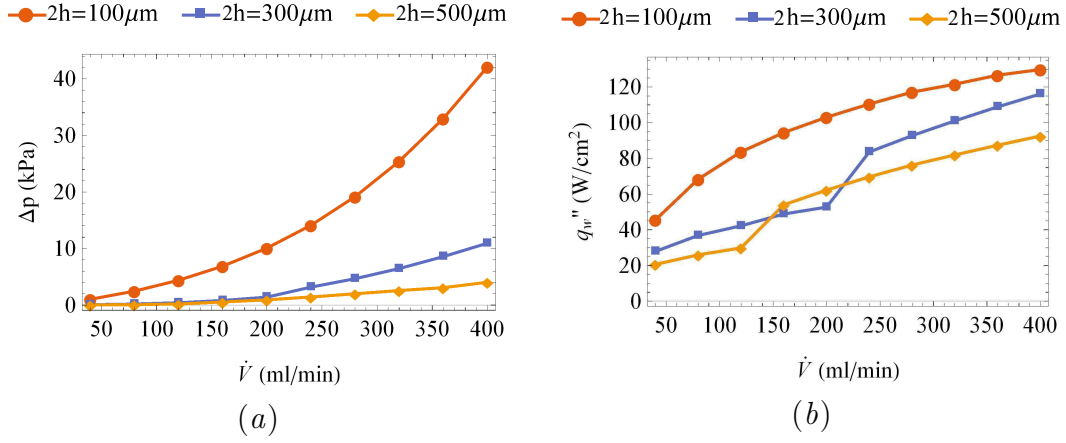 2h=100μm 2h=300μm 2h=500μm
40
30
20
10
0
Δp (kPa)
50 100 150 200 250 300 350 400
V̇ (ml/min)
(a)
2h=100μm 2h=300μm 2h=500μm
120
100
80
60
40
20
0
q_w" (W/cm²)
50 100 150 200 250 300 350 400
V̇ (ml/min)
(b)